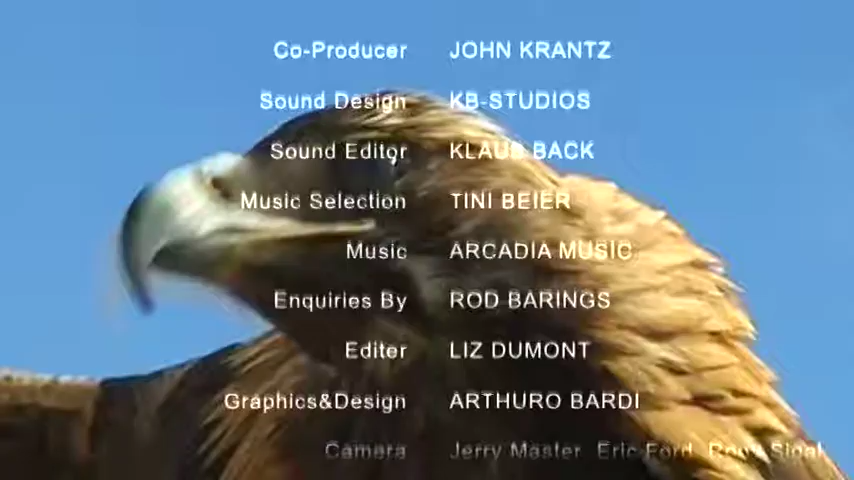 Co-Producer JOHN KRANTZ
Sound Design KB-STUDIOS
Sound Editor KLAUS BACK
Music Selection TINI BEIER
Music ARCADIA MUSIC
Enquiries By ROD BARINGS
Editer LIZ DUMONT
Graphics&Design ARTHURO BARDI
Camera Jerry Master Eric Ford